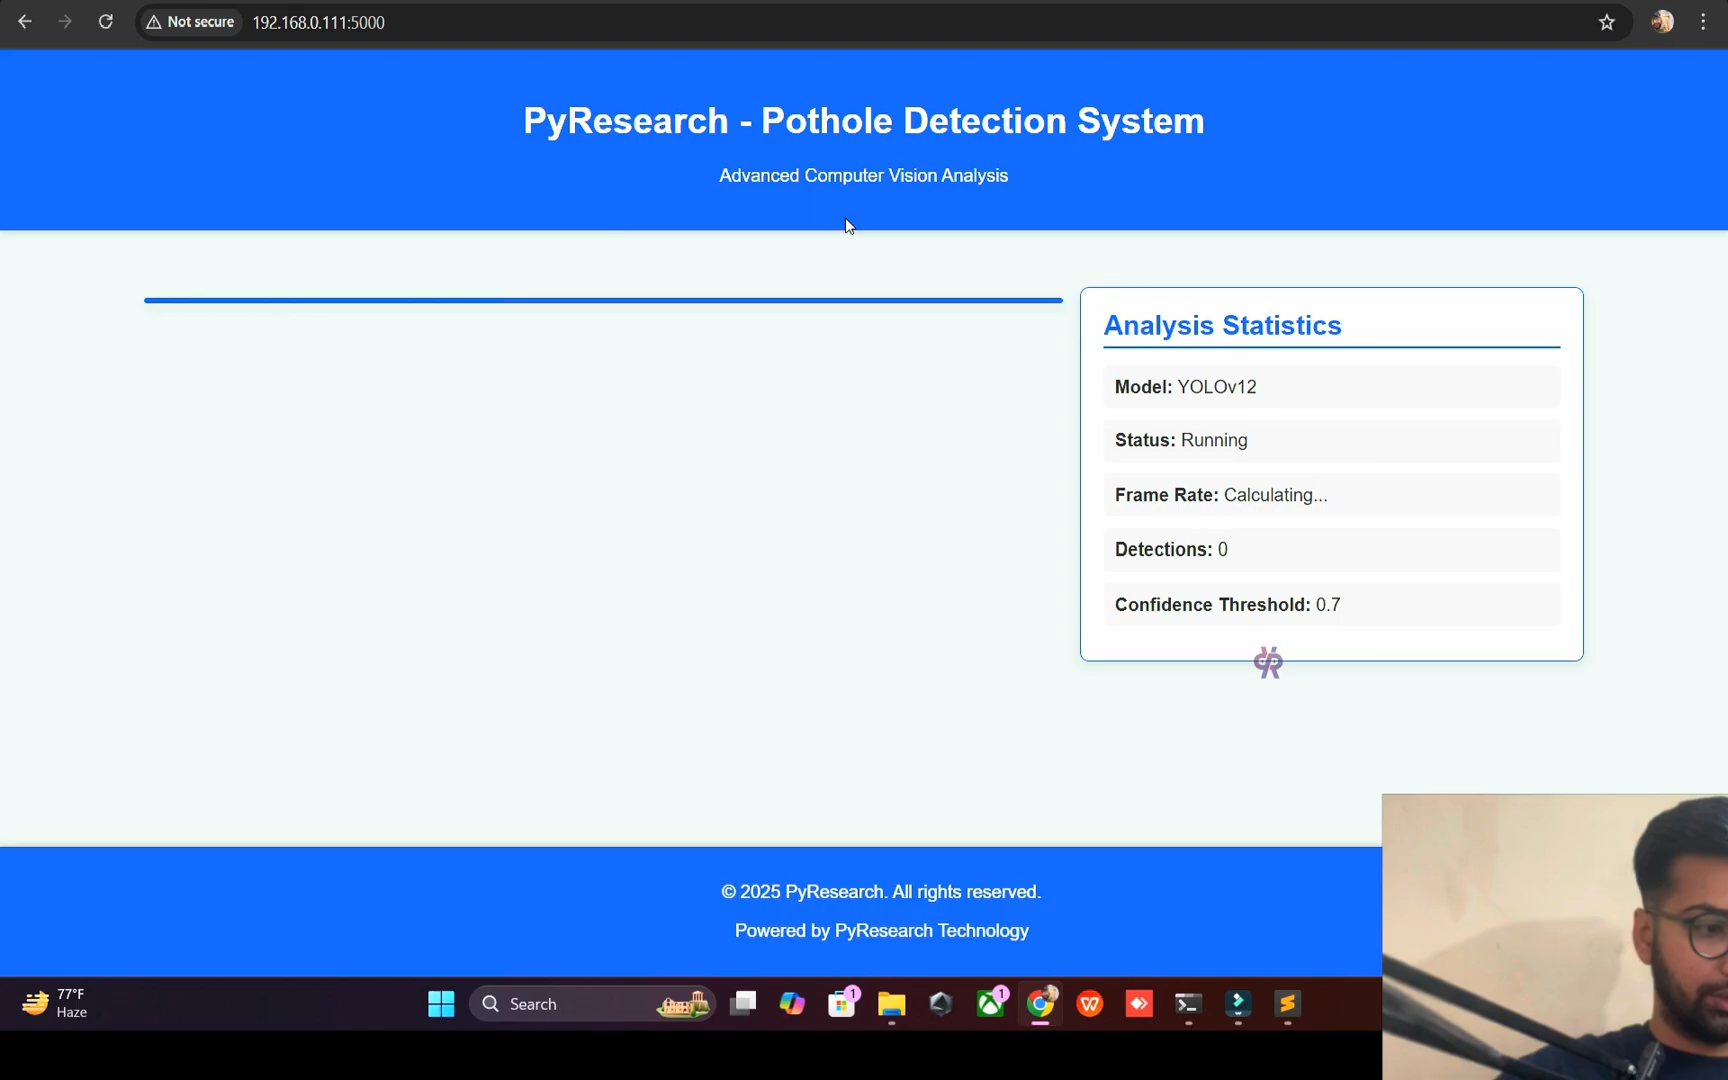 Not secure
192.168.0.111:5000
PyResearch - Pothole Detection System
Advanced Computer Vision Analysis
Analysis Statistics
Model: YOLOv12
Status: Running
Frame Rate: Calculating...
Detections: 0
Confidence Threshold: 0.7
© 2025 PyResearch. All rights reserved.
Powered by PyResearch Technology
77°F
Haze
Search
1
1